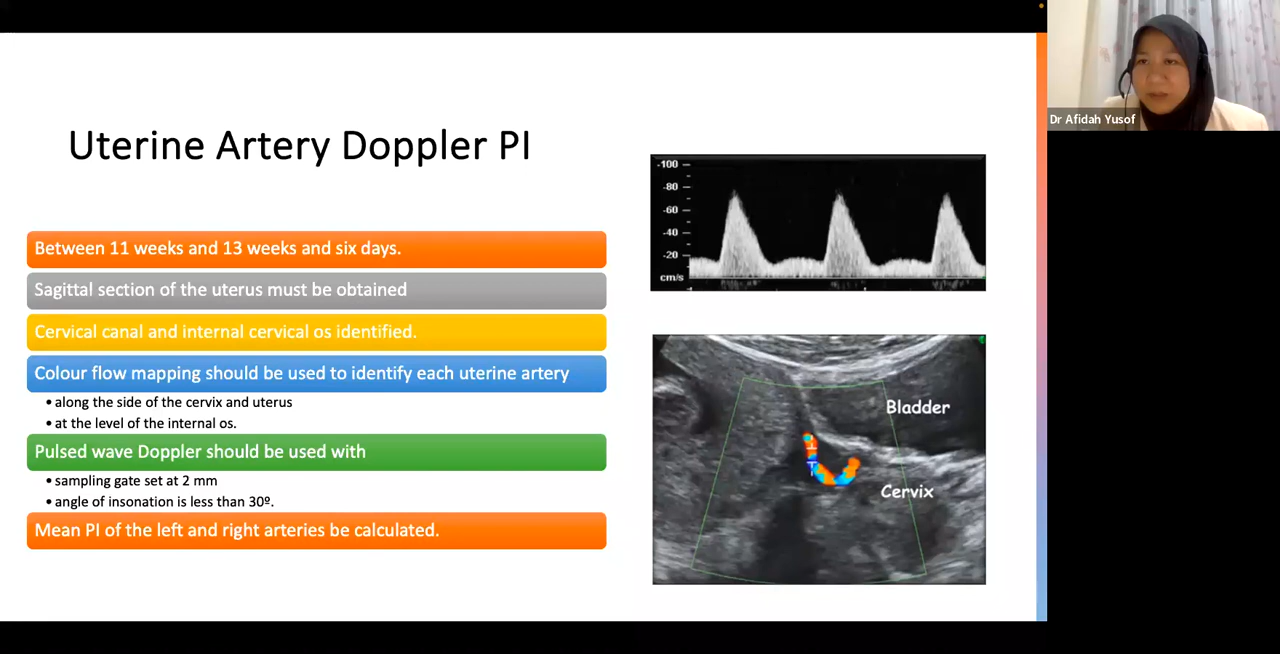 Uterine Artery Doppler PI
Between 11 weeks and 13 weeks and six days.
Sagittal section of the uterus must be obtained
Cervical canal and internal cervical os identified.
Colour flow mapping should be used to identify each uterine artery
• along the side of the cervix and uterus
• at the level of the internal os.
Pulsed wave Doppler should be used with
• sampling gate set at 2 mm
• angle of insonation is less than 30º.
Mean PI of the left and right arteries be calculated.
-100
-80
-60
-40
-20
cm/s
Bladder
Cervix
Dr Afidah Yusof